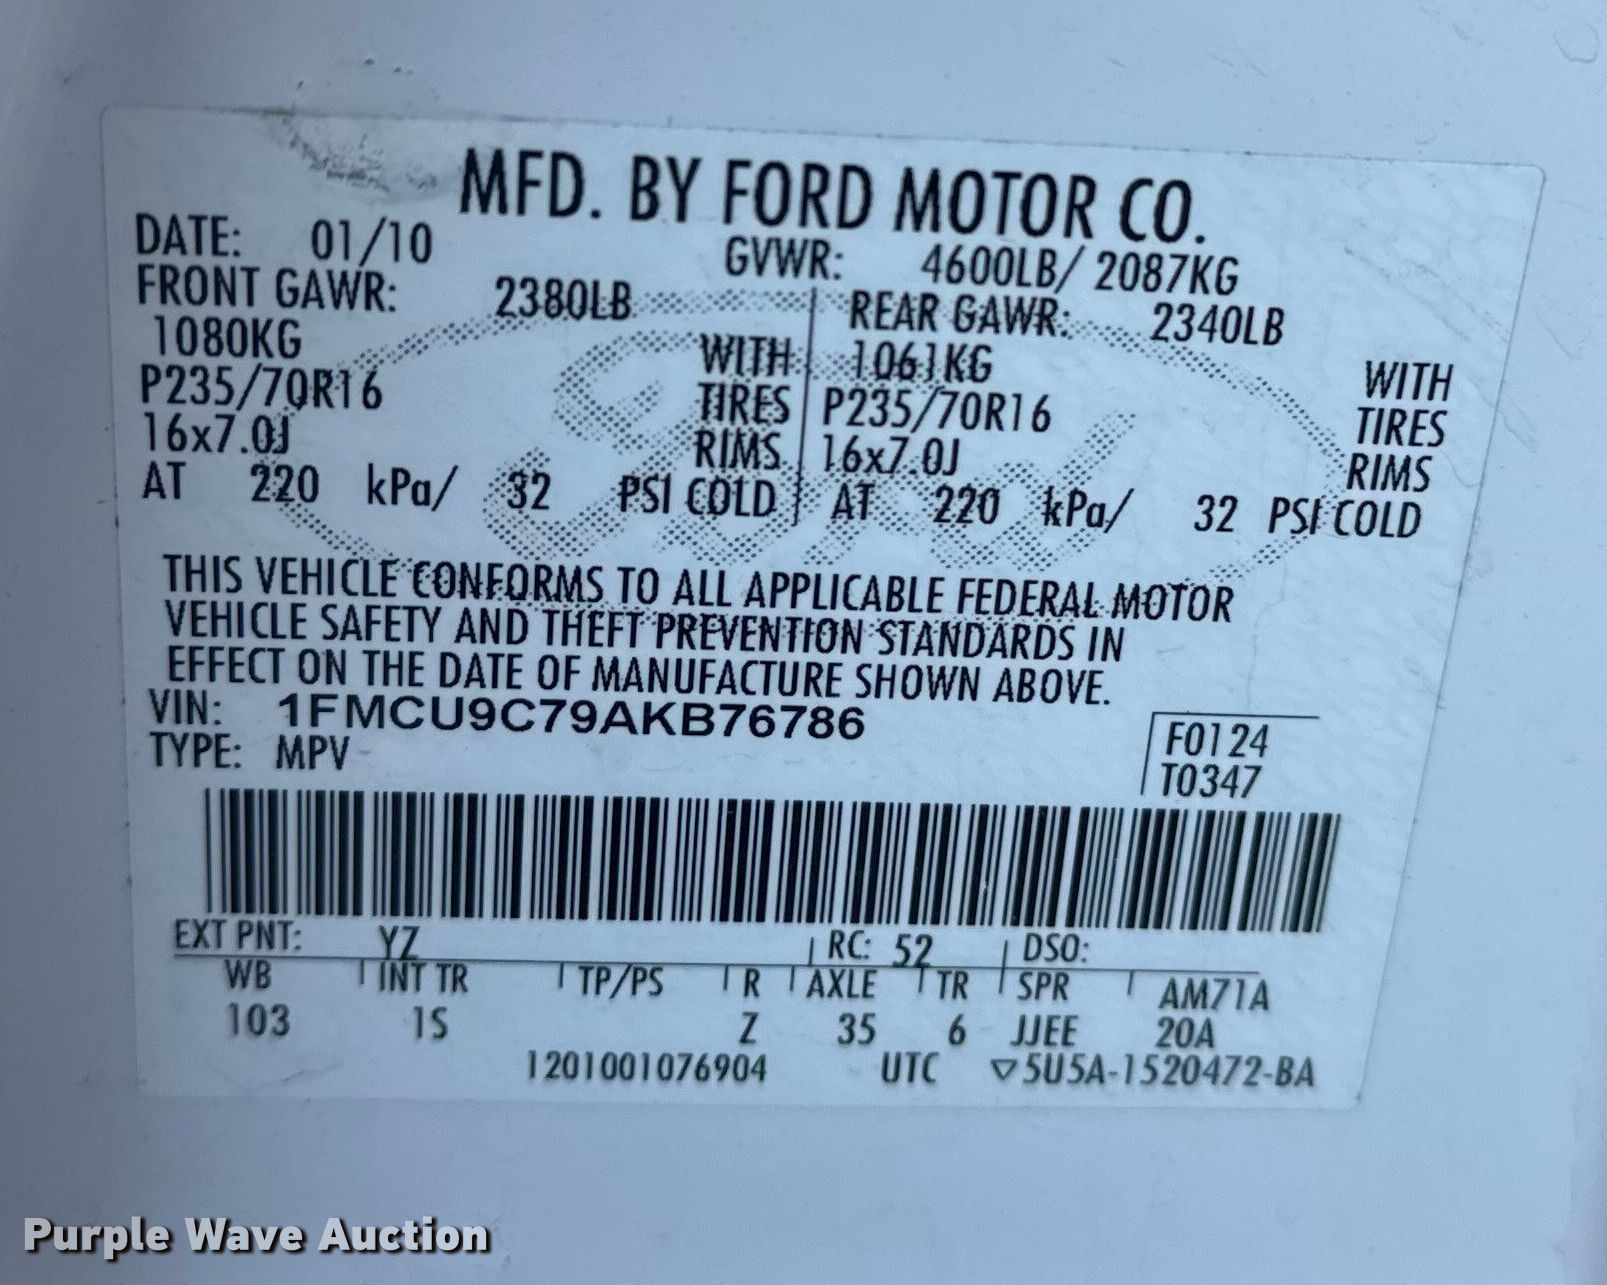 MFD. BY FORD MOTOR CO.
DATE: 01/10 GVWR: 4600LB/ 2087KG
FRONT GAWR: 2380LB REAR GAWR: 2340LB
1080KG WITH 1061KG WITH
P235/70R16 TIRES P235/70R16 TIRES
16x7.0J RIMS 16x7.0J RIMS
AT 220 kPa/ 32 PSI COLD AT 220 kPa/ 32 PSI COLD
THIS VEHICLE CONFORMS TO ALL APPLICABLE FEDERAL MOTOR
VEHICLE SAFETY AND THEFT PREVENTION STANDARDS IN
EFFECT ON THE DATE OF MANUFACTURE SHOWN ABOVE.
VIN: 1FMCU9C79AKB76786
TYPE: MPV
F0124
T0347
EXT PNT: YZ RC: 52 DSO:
WB INT TR TP/PS R AXLE TR SPR AM71A
103 1S Z 35 6 JJEE 20A
1201001076904 UTC ▽5U5A-1520472-BA
Ford
Purple Wave Auction